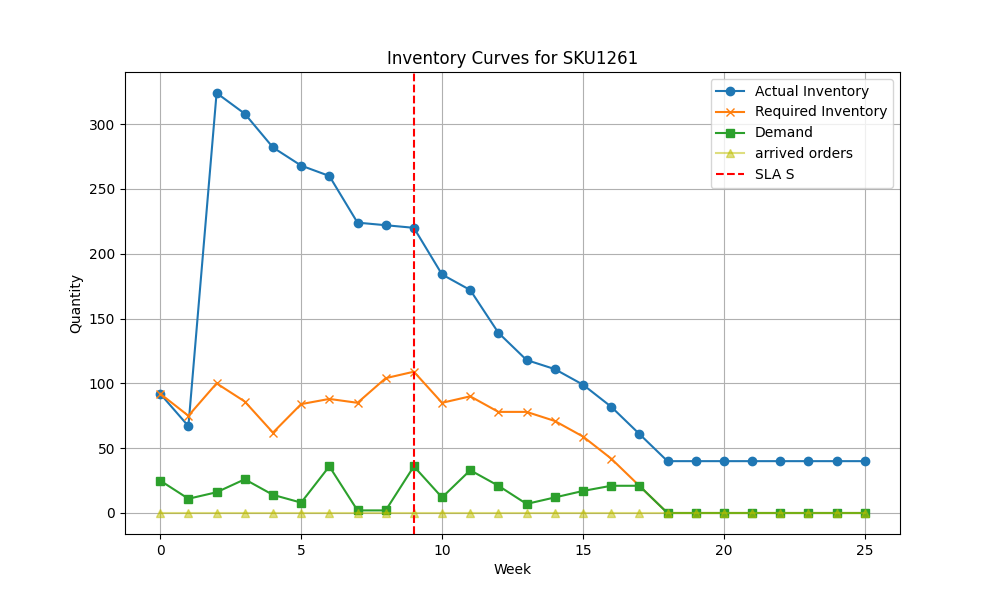 Inventory Curves for SKU1261
Actual Inventory
Required Inventory
Demand
arrived orders
SLA S
300
250
200
150
100
50
0
Quantity
0 5 10 15 20 25
Week